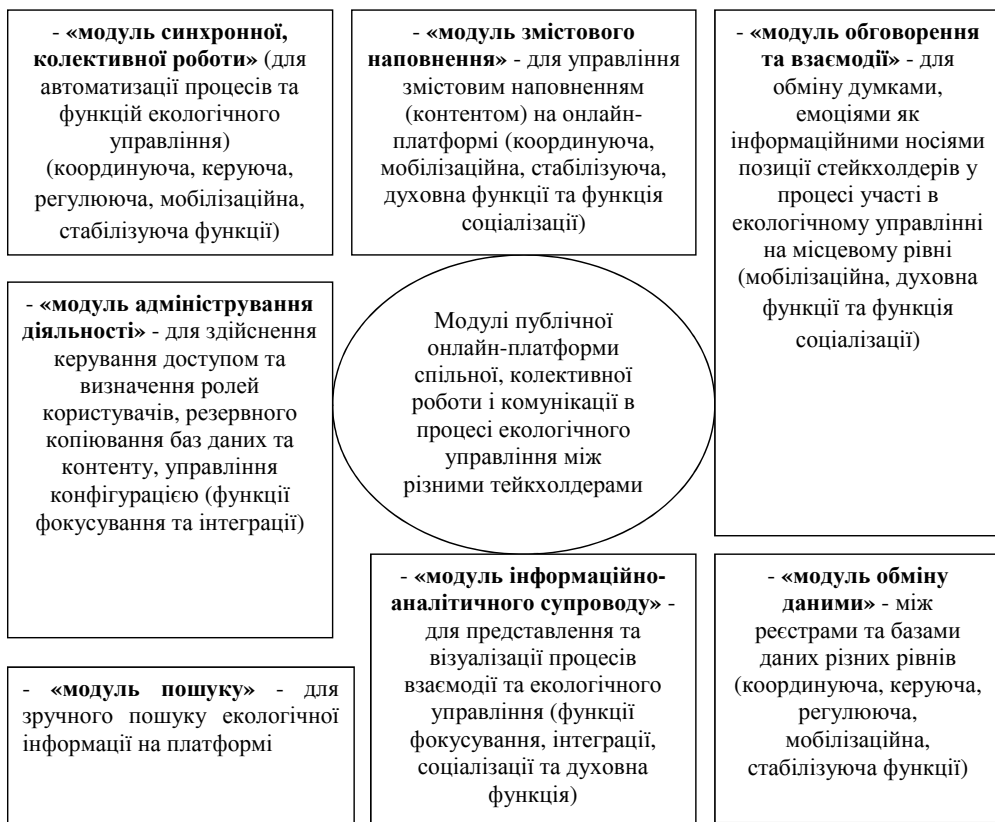 - «модуль синхронної,
колективної роботи» (для
автоматизації процесів та
функцій екологічного
управління)
(координуюча, керуюча,
регулююча, мобілізаційна,
стабілізуюча функції)
- «модуль змістового
наповнення» - для управління
змістовим наповненням
(контентом) на онлайн-
платформі (координуюча,
мобілізаційна, стабілізуюча,
духовна функції та функція
соціалізації)
- «модуль обговорення
та взаємодії» - для
обміну думками,
емоціями як
інформаційними носіями
позиції стейкхолдерів у
процесі участі в
екологічному управлінні
на місцевому рівні
(мобілізаційна, духовна
функції та функція
соціалізації)
- «модуль адміністрування
діяльності» - для здійснення
керування доступом та
визначення ролей
користувачів, резервного
копіювання баз даних та
контенту, управління
конфігурацією (функції
фокусування та інтеграції)
Модулі публічної
онлайн-платформи
спільної, колективної
роботи і комунікації в
процесі екологічного
управління між
різними тейкхолдерами
- «модуль пошуку» - для
зручного пошуку екологічної
інформації на платформі
- «модуль інформаційно-
аналітичного супроводу» -
для представлення та
візуалізації процесів
взаємодії та екологічного
управління (функції
фокусування, інтеграції,
соціалізації та духовна
функція)
- «модуль обміну
даними» - між
реєстрами та базами
даних різних рівнів
(координуюча, керуюча,
регулююча,
мобілізаційна,
стабілізуюча функції)